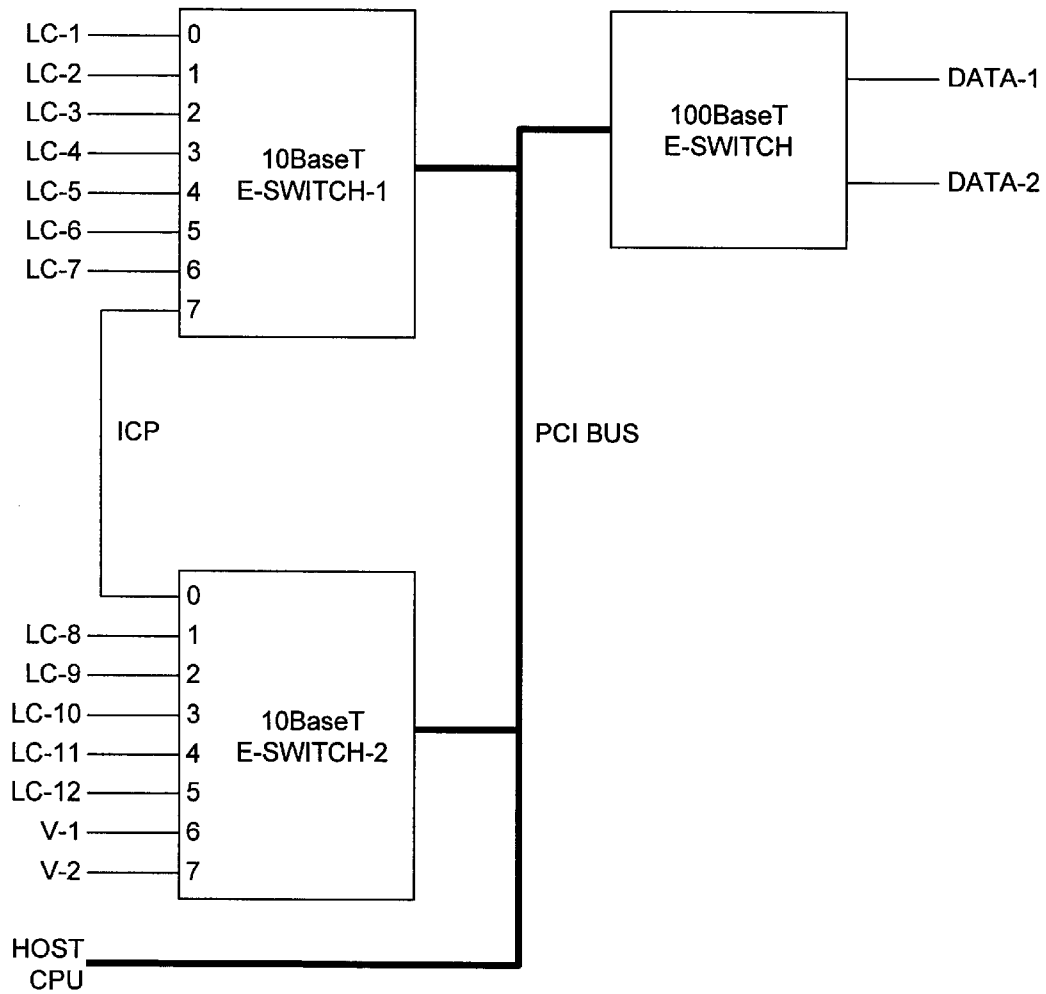 LC-1
LC-2
LC-3
LC-4
LC-5
LC-6
LC-7
0
1
2
3
4
5
6
7
10BaseT
E-SWITCH-1
100BaseT
E-SWITCH
DATA-1
DATA-2
ICP
PCI BUS
LC-8
LC-9
LC-10
LC-11
LC-12
V-1
V-2
0
1
2
3
4
5
6
7
10BaseT
E-SWITCH-2
HOST
CPU